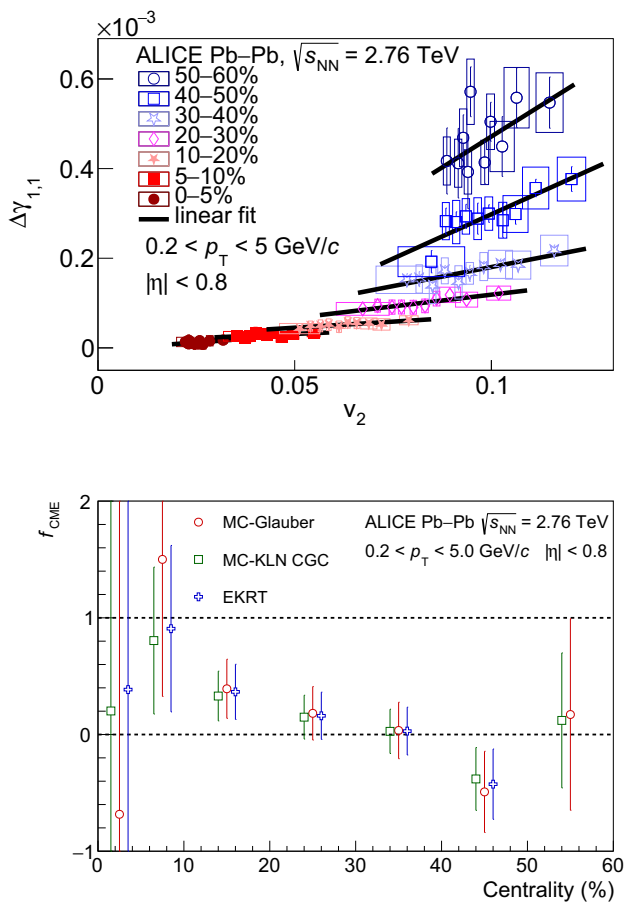 ×10⁻³
ALICE Pb–Pb, √s_NN = 2.76 TeV
50–60%
40–50%
30–40%
20–30%
10–20%
5–10%
0–5%
linear fit
0.2 < p_T < 5 GeV/c
|η| < 0.8
Δγ_1,1
0.6
0.4
0.2
0
0 0.05 0.1
v_2
f_CME
2
1
0
−1
MC-Glauber
MC-KLN CGC
EKRT
ALICE Pb–Pb √s_NN = 2.76 TeV
0.2 < p_T < 5.0 GeV/c |η| < 0.8
0 10 20 30 40 50 60
Centrality (%)